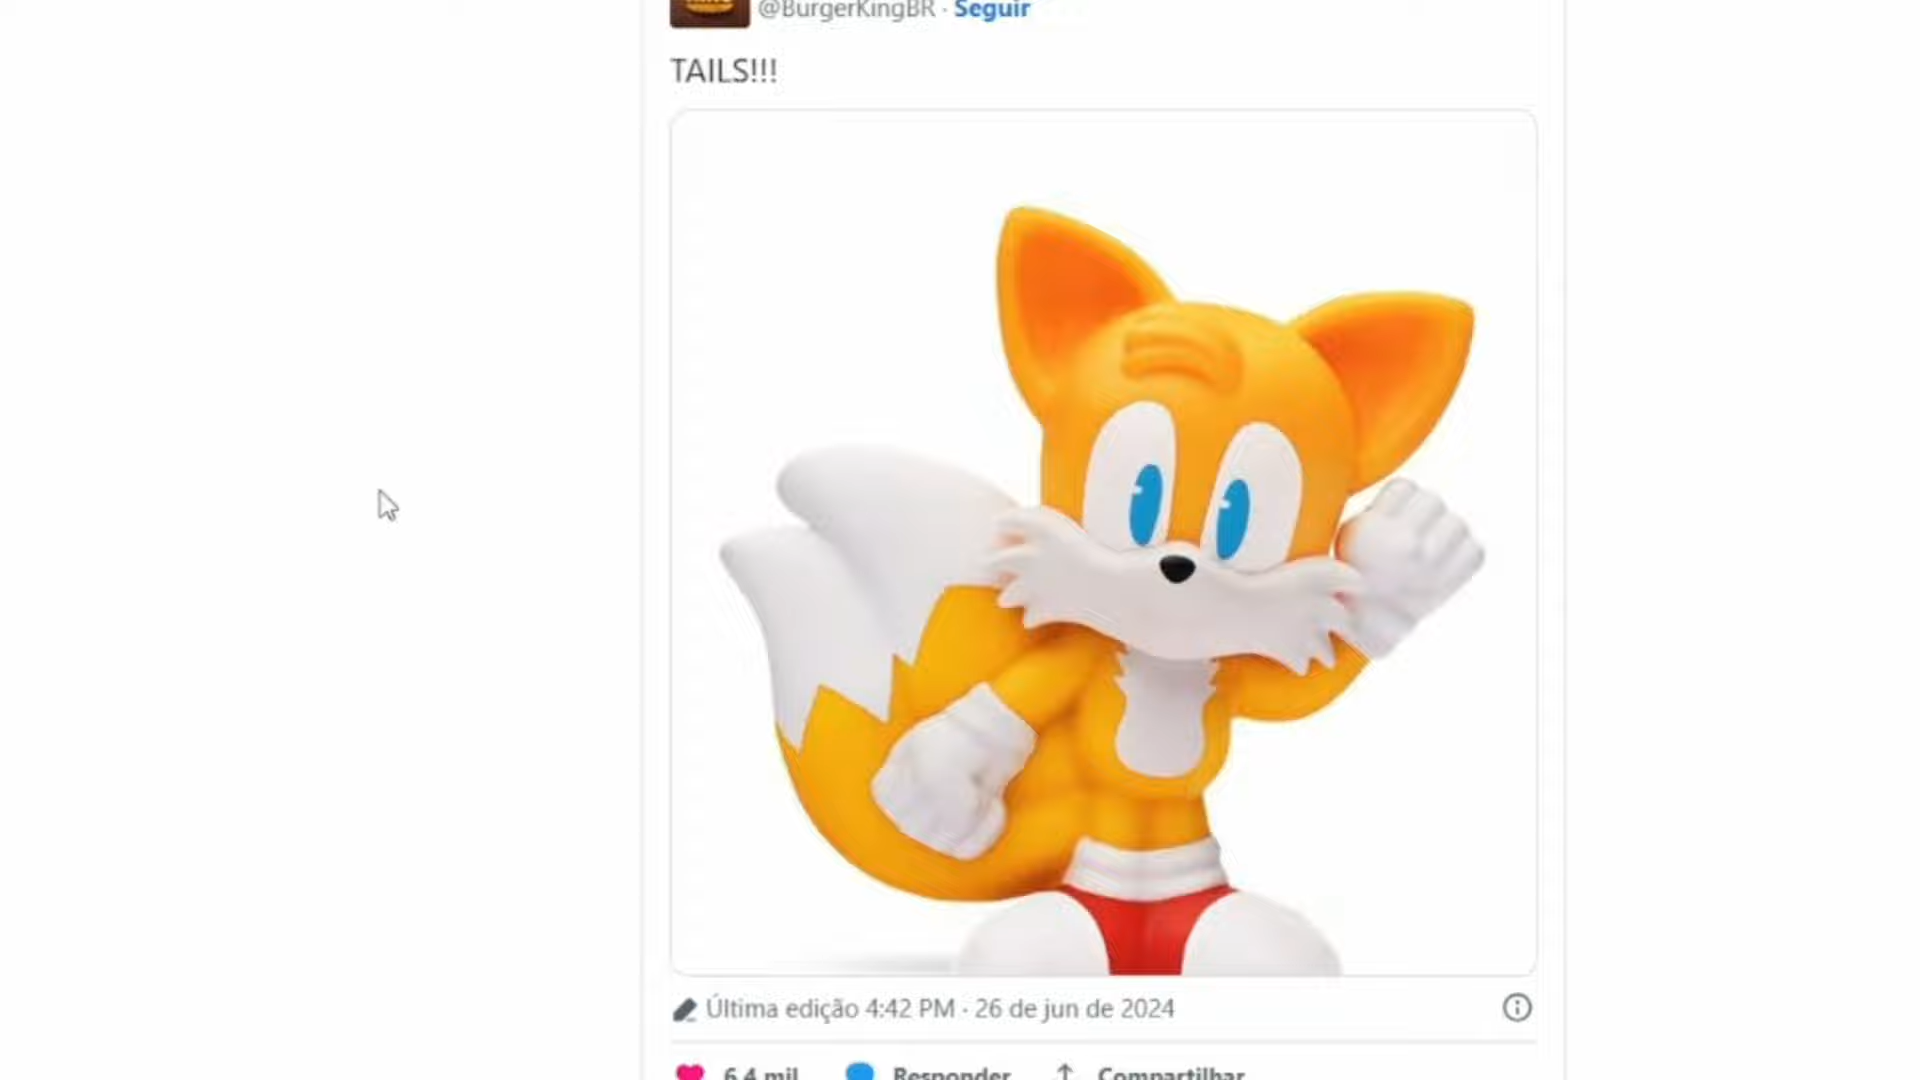 @BurgerKingBR · Seguir
TAILS!!!
Última edição 4:42 PM · 26 de jun de 2024
6,4 mil Responder Compartilhar